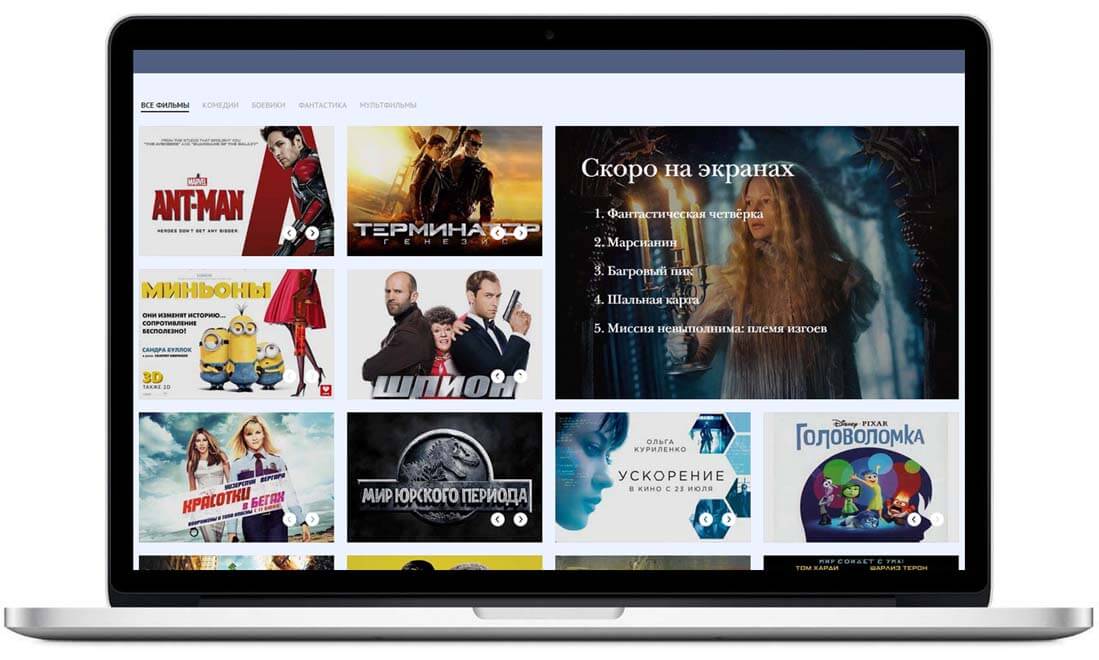 ВСЕ ФИЛЬМЫ КОМЕДИИ БОЕВИКИ ФАНТАСТИКА МУЛЬТФИЛЬМЫ
FROM THE STUDIO THAT BROUGHT YOU
"THE AVENGERS" AND "GUARDIANS OF THE GALAXY"
MARVEL
ANT-MAN
HEROES DON'T GET ANY BIGGER.
ТЕРМИНАТОР
ГЕНЕЗИС
Скоро на экранах
1. Фантастическая четвёрка
2. Марсианин
3. Багровый пик
4. Шальная карта
5. Миссия невыполнима: племя изгоев
МИНЬОНЫ
ОНИ ИЗМЕНЯТ ИСТОРИЮ...
СОПРОТИВЛЕНИЕ
БЕСПОЛЕЗНО!
САНДРА БУЛЛОК
3D
ТАКЖЕ 2D
ШПИОН
УИЗЕРСПУН ВЕРГАРА
КРАСОТКИ
В БЕГАХ
МИР ЮРСКОГО ПЕРИОДА
ОЛЬГА
КУРИЛЕНКО
УСКОРЕНИЕ
В КИНО С 23 ИЮЛЯ
Disney · PIXAR
ГОЛОВОЛОМКА
МИР СОЙДЕТ С УМА!
ТОМ ХАРДИ ШАРЛИЗ ТЕРОН